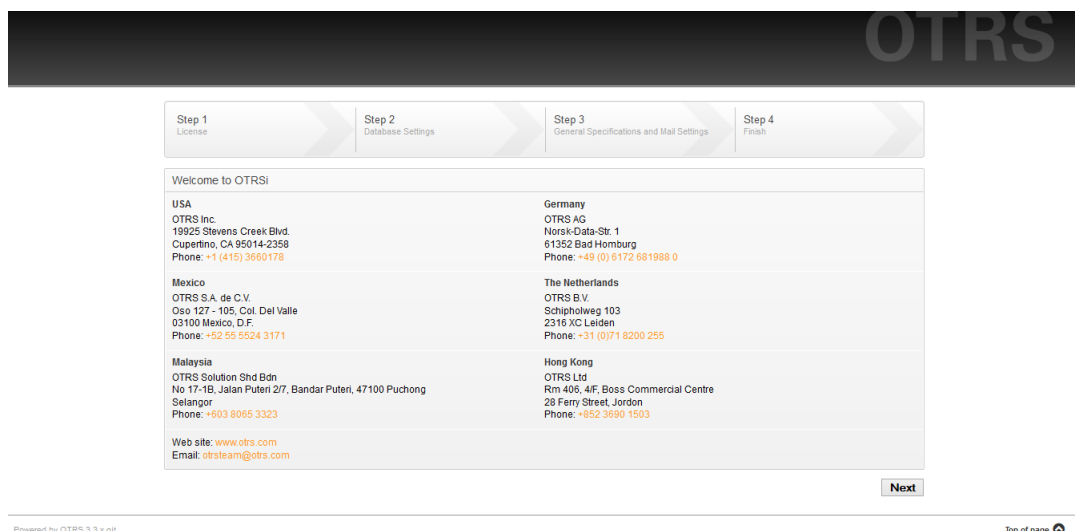 OTRS
Step 1
License
Step 2
Database Settings
Step 3
General Specifications and Mail Settings
Step 4
Finish
Welcome to OTRSi
USA
OTRS Inc.
19925 Stevens Creek Blvd.
Cupertino, CA 95014-2358
Phone: +1 (415) 3660178
Germany
OTRS AG
Norsk-Data-Str. 1
61352 Bad Homburg
Phone: +49 (0) 6172 681988 0
Mexico
OTRS S.A. de C.V.
Oso 127 - 105, Col. Del Valle
03100 Mexico, D.F.
Phone: +52 55 5524 3171
The Netherlands
OTRS B.V.
Schipholweg 103
2316 XC Leiden
Phone: +31 (0)71 8200 255
Malaysia
OTRS Solution Shd Bdn
No 17-1B, Jalan Puteri 2/7, Bandar Puteri, 47100 Puchong
Selangor
Phone: +603 8065 3323
Hong Kong
OTRS Ltd
Rm 406, 4/F, Boss Commercial Centre
28 Ferry Street, Jordon
Phone: +852 3690 1503
Web site: www.otrs.com
Email: otrsteam@otrs.com
Next
Powered by OTRS 3.3.x git
Top of page